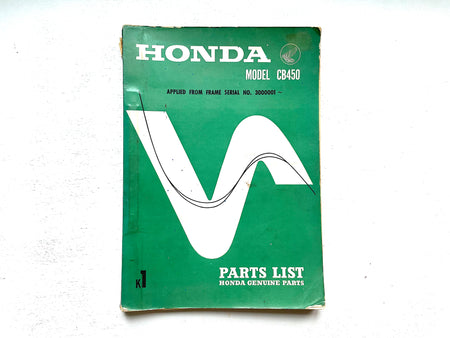 HONDA
MODEL CB450
APPLIED FROM FRAME SERIAL NO. 3000001 ~
K1
PARTS LIST
HONDA GENUINE PARTS